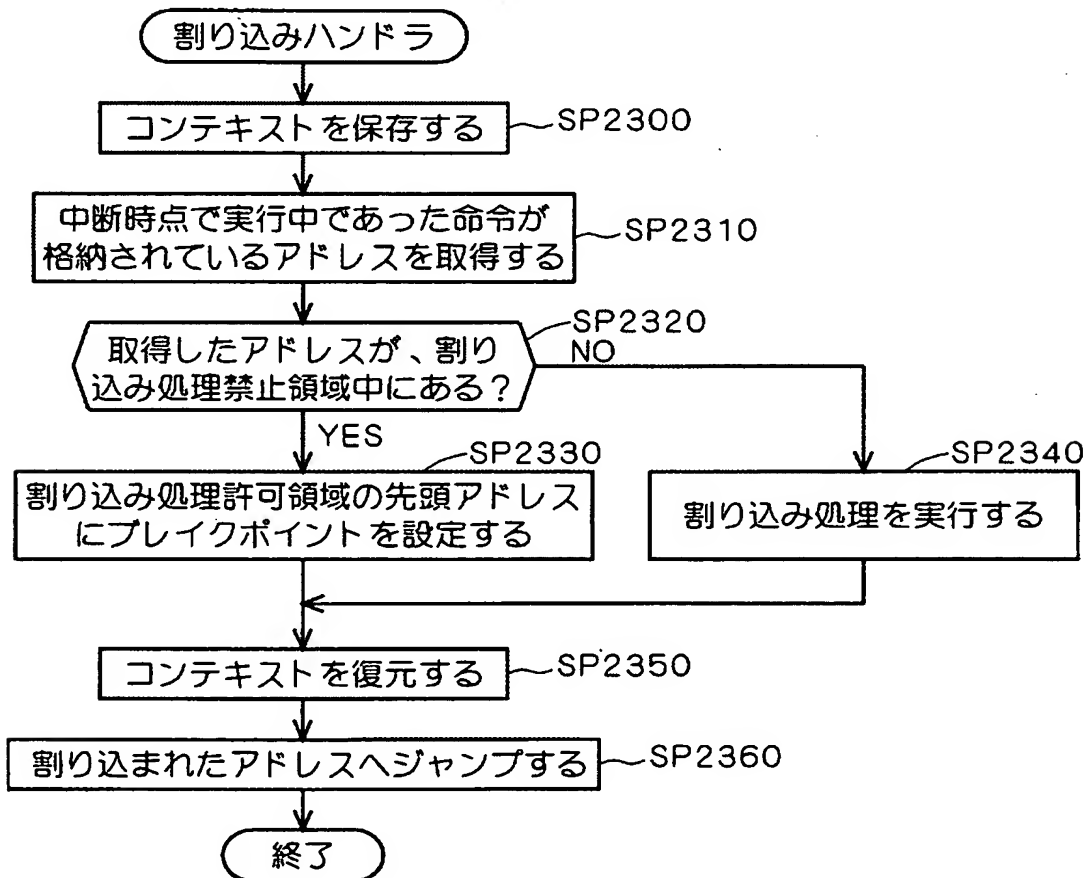 割り込みハンドラ
コンテキストを保存する
SP2300
中断時点で実行中であった命令が
格納されているアドレスを取得する
SP2310
取得したアドレスが、割り
込み処理禁止領域中にある?
SP2320
NO
YES
SP2330
割り込み処理許可領域の先頭アドレス
にブレイクポイントを設定する
SP2340
割り込み処理を実行する
コンテキストを復元する
SP2350
割り込まれたアドレスへジャンプする
SP2360
終了